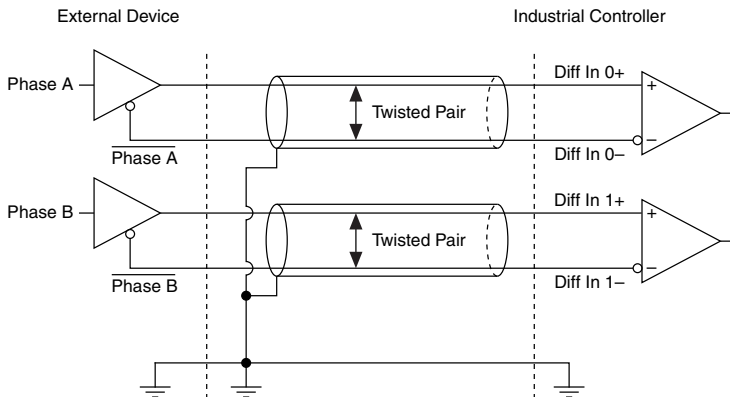 External Device
Industrial Controller
Phase A
Diff In 0+
+
Twisted Pair
−
Phase A
Diff In 0−
Phase B
Diff In 1+
+
Twisted Pair
−
Phase B
Diff In 1−